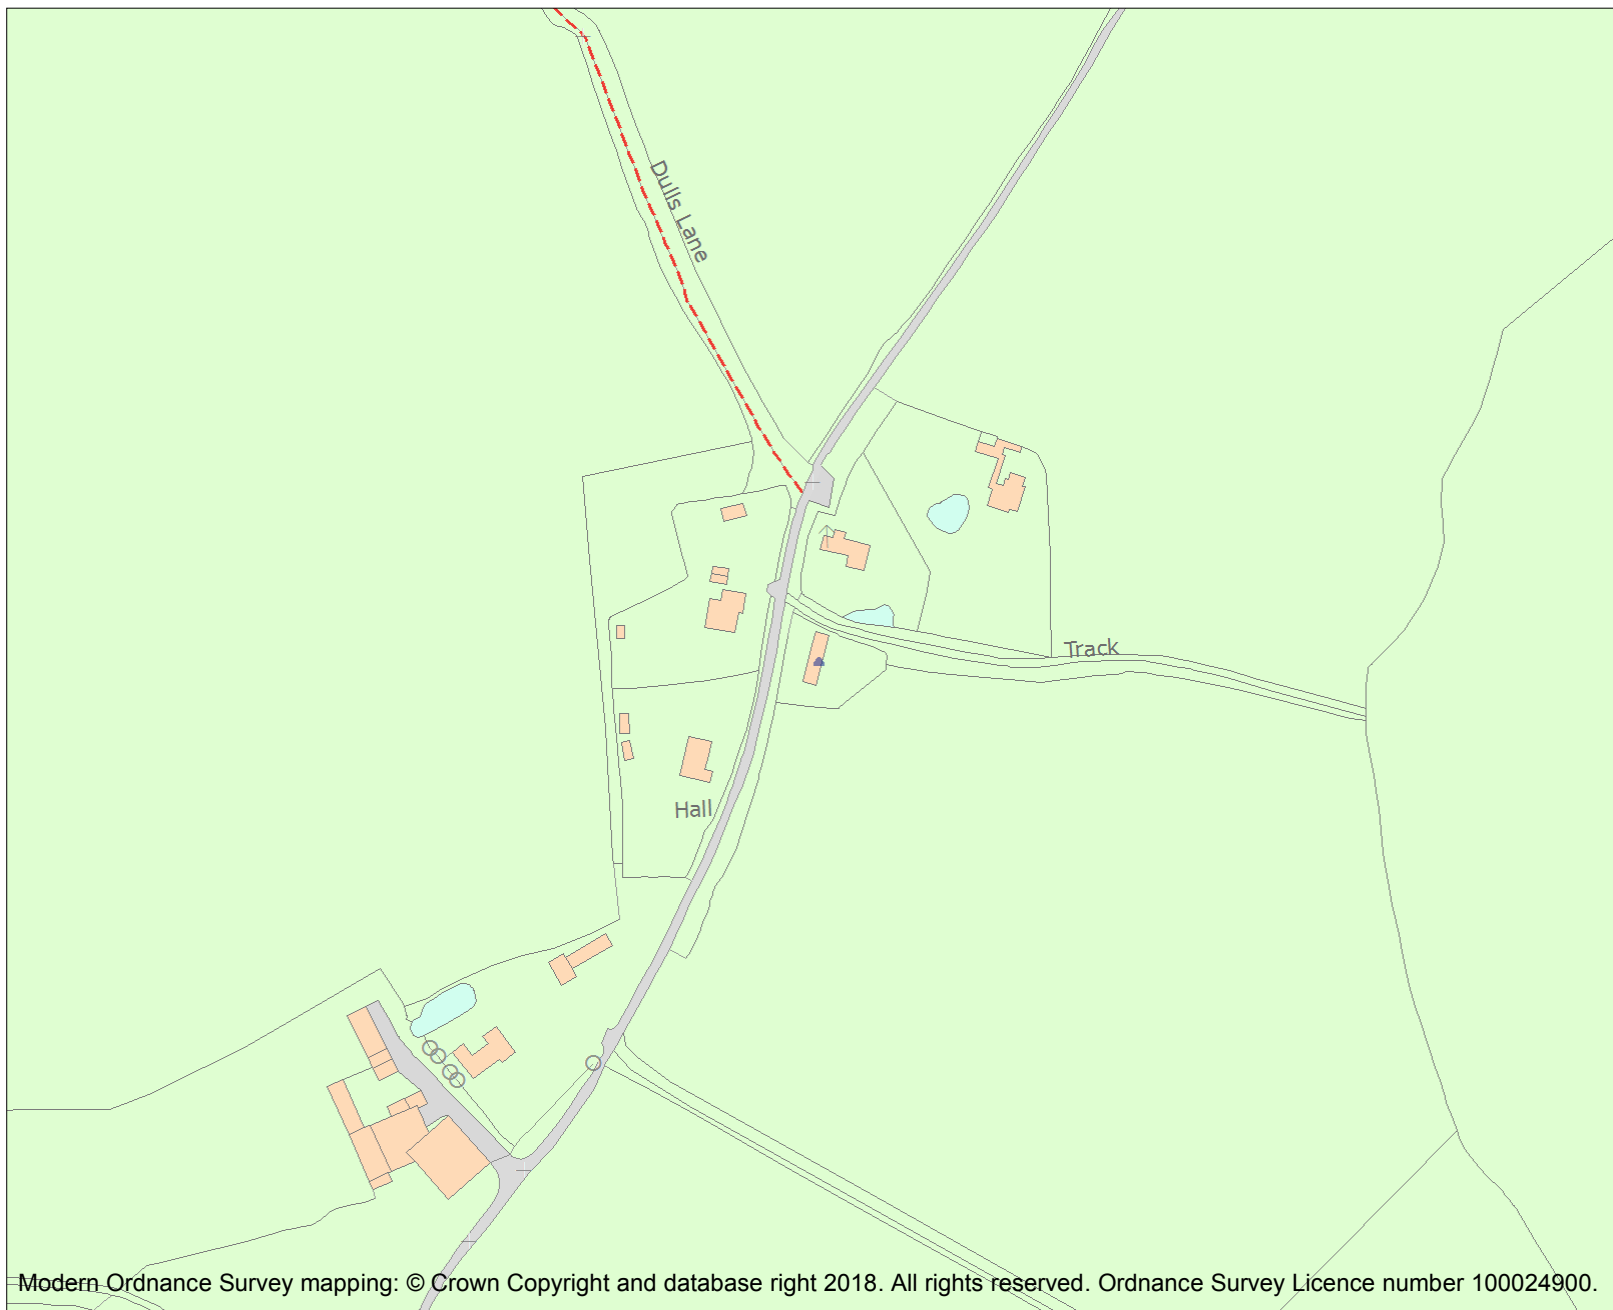 Dulls Lane
Track
Hall
Modern Ordnance Survey mapping: © Crown Copyright and database right 2018. All rights reserved. Ordnance Survey Licence number 100024900.